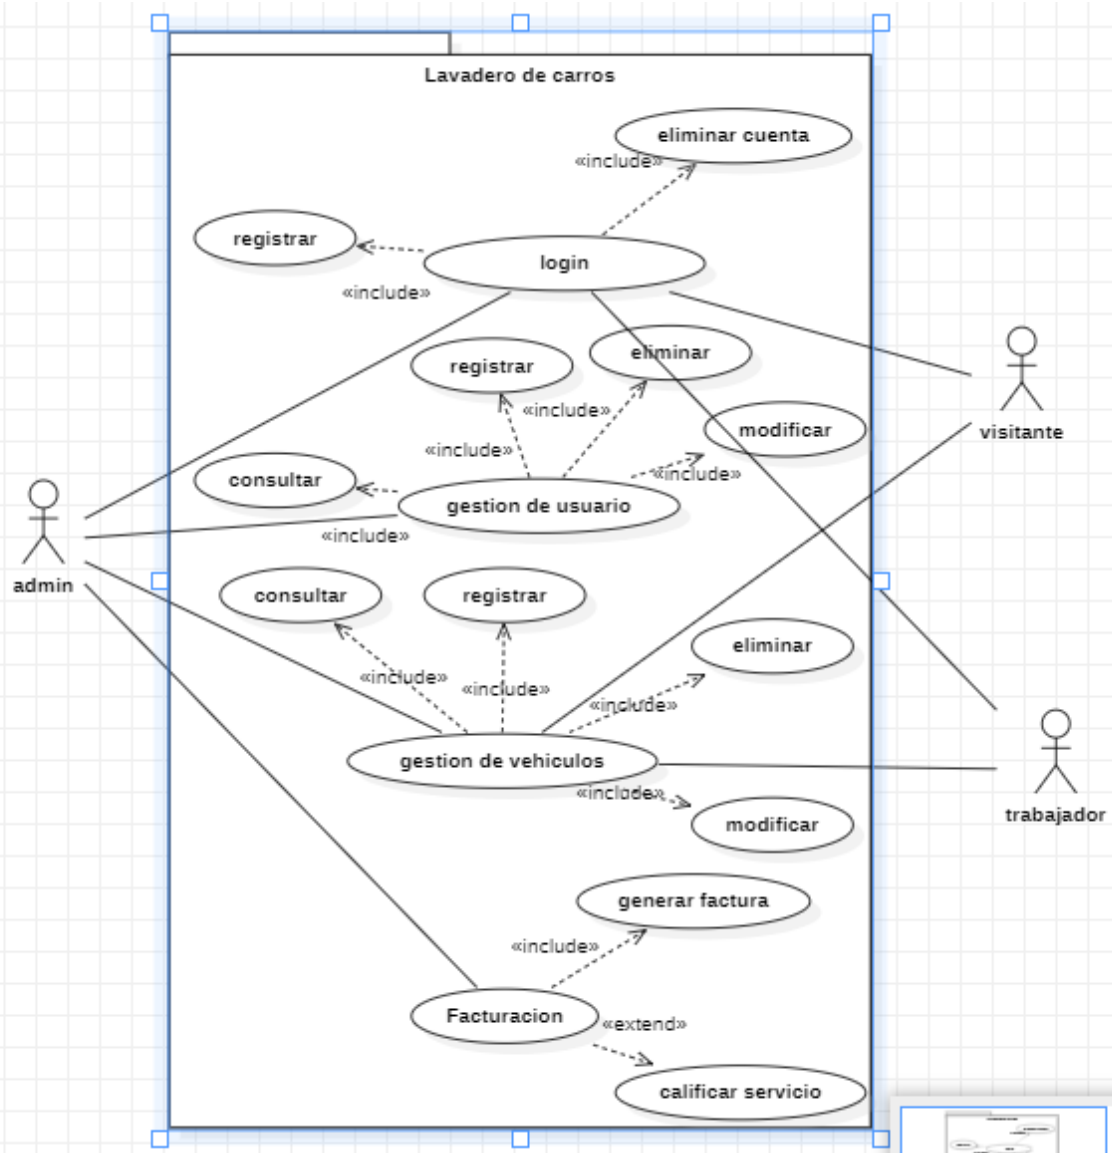 Lavadero de carros
eliminar cuenta
«include»
registrar
login
«include»
eliminar
registrar
«include»
modificar
«include»
«include»
consultar
gestion de usuario
«include»
visitante
admin
consultar
registrar
eliminar
«include»
«include»
«include»
gestion de vehiculos
«include»
modificar
trabajador
generar factura
«include»
Facturacion
«extend»
calificar servicio